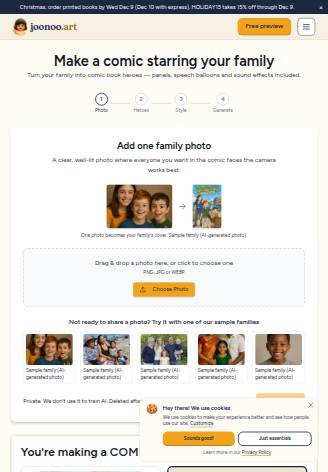 Christmas: order printed books by Wed Dec 9 (Dec 10 with express). HOLIDAY15 takes 15% off through Dec 9.
×
joonoo.art
Free preview
Make a comic starring your family
Turn your family into comic book heroes — panels, speech balloons and sound effects included.
1
2
3
4
Photo
Heroes
Style
Generate
Add one family photo
A clear, well-lit photo where everyone you want in the comic faces the camera
works best.
→
One photo becomes your family's cover. Sample family (AI-generated photo).
Drag & drop a photo here, or click to choose one
PNG, JPG or WEBP
Choose Photo
Not ready to share a photo? Try it with one of our sample families
Sample family (AI-
generated photo)
Sample family (AI-
generated photo)
Sample family (AI-
generated photo)
Sample family (AI-
generated photo)
Sample family (AI-
generated photo)
Private. We don't use it to train AI. Deleted afte
Hey there! We use cookies
We use cookies to make your experience better and see how people
use our site. Customize
Sounds good!
Just essentials
Learn more in our Privacy Policy
You're making a COM